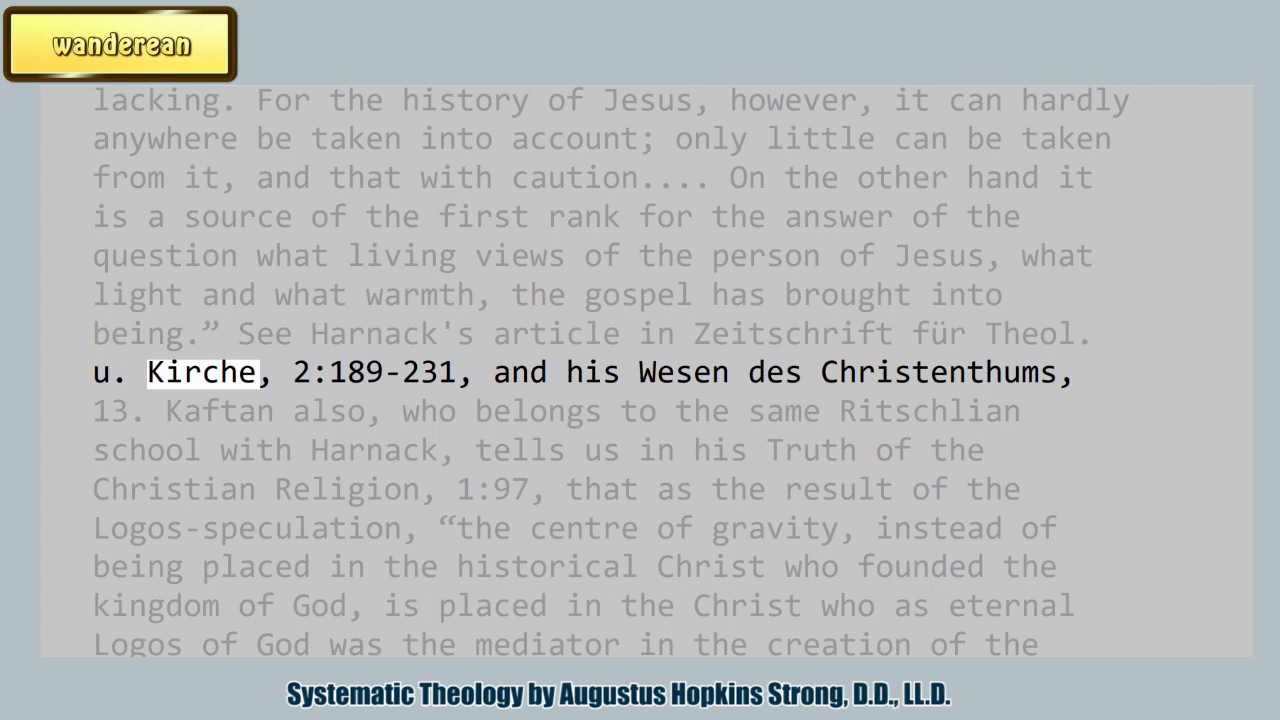 wanderean
lacking. For the history of Jesus, however, it can hardly
anywhere be taken into account; only little can be taken
from it, and that with caution.... On the other hand it
is a source of the first rank for the answer of the
question what living views of the person of Jesus, what
light and what warmth, the gospel has brought into
being.” See Harnack's article in Zeitschrift für Theol.
u. Kirche, 2:189-231, and his Wesen des Christenthums,
13. Kaftan also, who belongs to the same Ritschlian
school with Harnack, tells us in his Truth of the
Christian Religion, 1:97, that as the result of the
Logos-speculation, “the centre of gravity, instead of
being placed in the historical Christ who founded the
kingdom of God, is placed in the Christ who as eternal
Logos of God was the mediator in the creation of the
Systematic Theology by Augustus Hopkins Strong, D.D., LL.D.